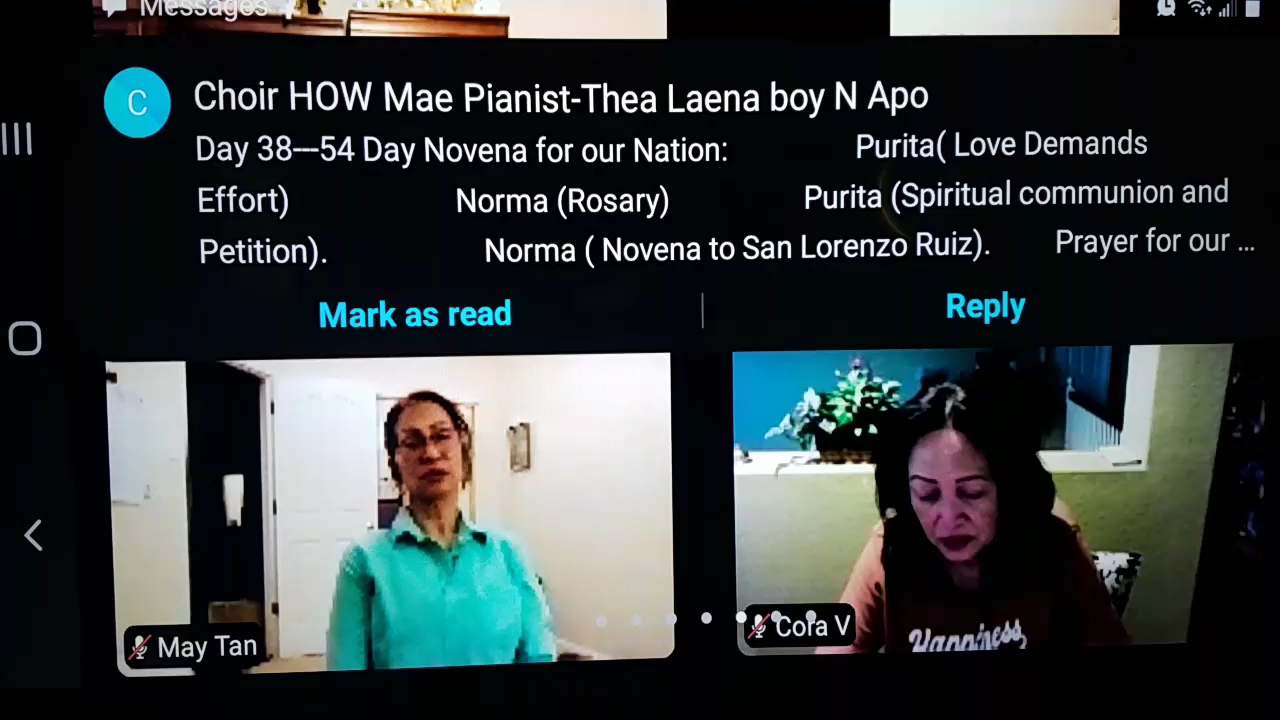 Messages
C
Choir HOW Mae Pianist-Thea Laena boy N Apo
Day 38---54 Day Novena for our Nation: Purita( Love Demands
Effort) Norma (Rosary) Purita (Spiritual communion and
Petition). Norma ( Novena to San Lorenzo Ruiz). Prayer for our ...
Mark as read
Reply
May Tan
Cora V
Happiness